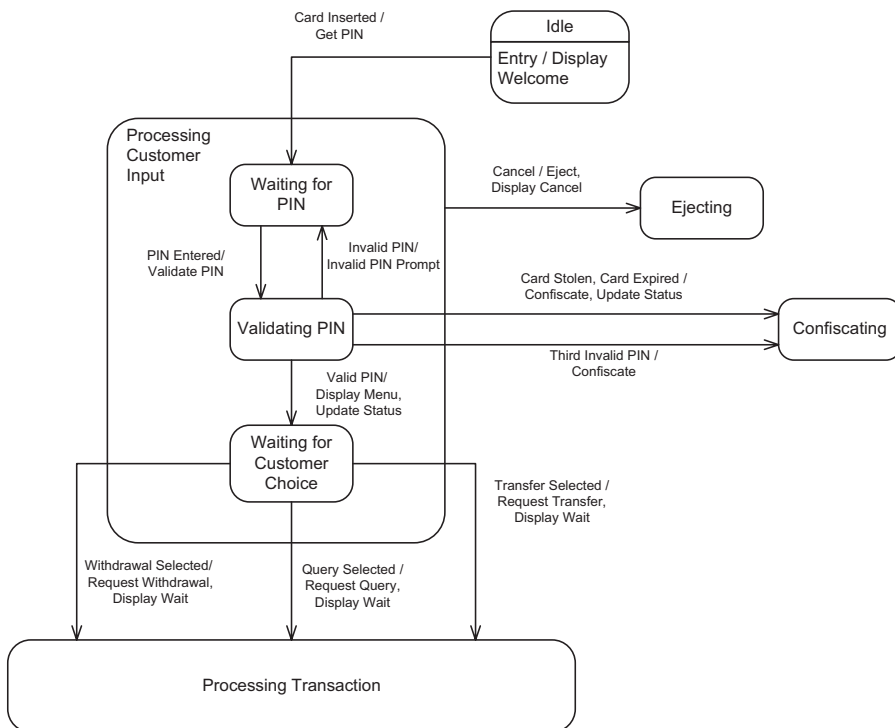 Card Inserted /
Get PIN
Idle
Entry / Display
Welcome
Processing
Customer
Input
Waiting for
PIN
Cancel / Eject,
Display Cancel
Ejecting
PIN Entered/
Validate PIN
Invalid PIN/
Invalid PIN Prompt
Card Stolen, Card Expired /
Confiscate, Update Status
Validating PIN
Confiscating
Third Invalid PIN /
Confiscate
Valid PIN/
Display Menu,
Update Status
Waiting for
Customer
Choice
Transfer Selected /
Request Transfer,
Display Wait
Withdrawal Selected/
Request Withdrawal,
Display Wait
Query Selected /
Request Query,
Display Wait
Processing Transaction